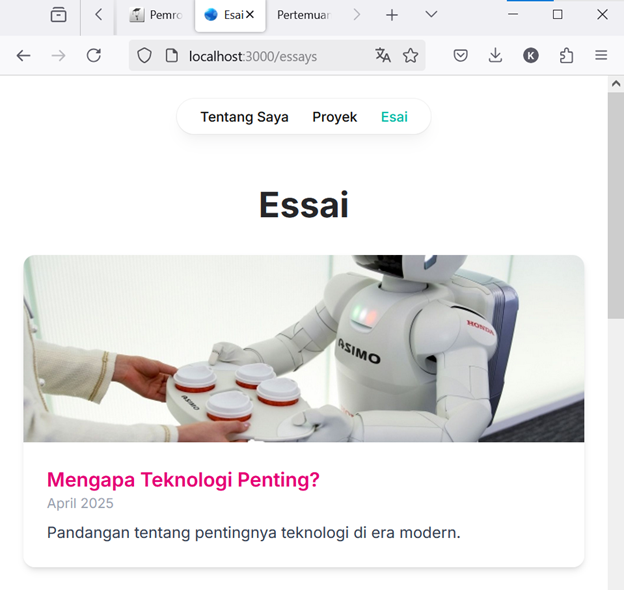 Pemro
Esai
Pertemuan
localhost:3000/essays
K
Tentang Saya Proyek Esai
Essai
ASIMO
HONDA
ASIMO
Mengapa Teknologi Penting?
April 2025
Pandangan tentang pentingnya teknologi di era modern.